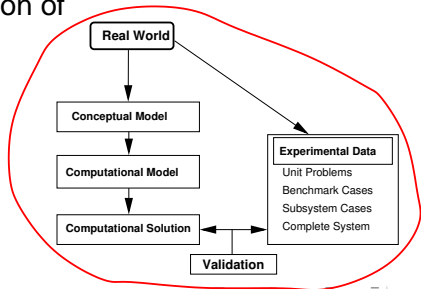 on of
Real World
Conceptual Model
Computational Model
Computational Solution
Experimental Data
Unit Problems
Benchmark Cases
Subsystem Cases
Complete System
Validation